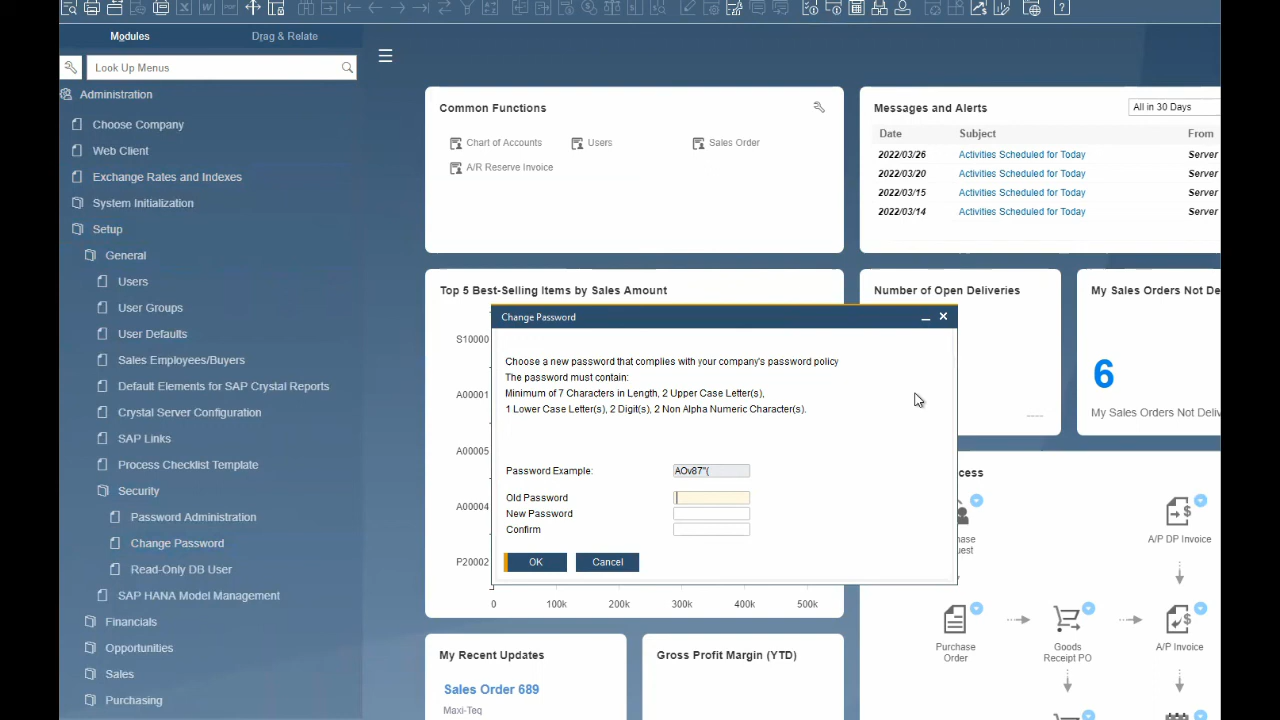 Modules
Drag & Relate
Look Up Menus
Administration
Choose Company
Web Client
Exchange Rates and Indexes
System Initialization
Setup
General
Users
User Groups
User Defaults
Sales Employees/Buyers
Default Elements for SAP Crystal Reports
Crystal Server Configuration
SAP Links
Process Checklist Template
Security
Password Administration
Change Password
Read-Only DB User
SAP HANA Model Management
Financials
Opportunities
Sales
Purchasing
Common Functions
Chart of Accounts
Users
Sales Order
A/R Reserve Invoice
Messages and Alerts
All in 30 Days
Date Subject From
2022/03/26 Activities Scheduled for Today Server
2022/03/20 Activities Scheduled for Today Server
2022/03/15 Activities Scheduled for Today Server
2022/03/14 Activities Scheduled for Today Server
Top 5 Best-Selling Items by Sales Amount
S10000
A00001
A00005
A00004
P20002
0 100k 200k 300k 400k 500k
Number of Open Deliveries
My Sales Orders Not De
6
My Sales Orders Not Deliv
Change Password
Choose a new password that complies with your company's password policy
The password must contain:
Minimum of 7 Characters in Length, 2 Upper Case Letter(s),
1 Lower Case Letter(s), 2 Digit(s), 2 Non Alpha Numeric Character(s).
Password Example: AOv87"(
Old Password
New Password
Confirm
OK
Cancel
A/P DP Invoice
Purchase
Order
Goods
Receipt PO
A/P Invoice
My Recent Updates
Sales Order 689
Maxi-Teq
Gross Profit Margin (YTD)